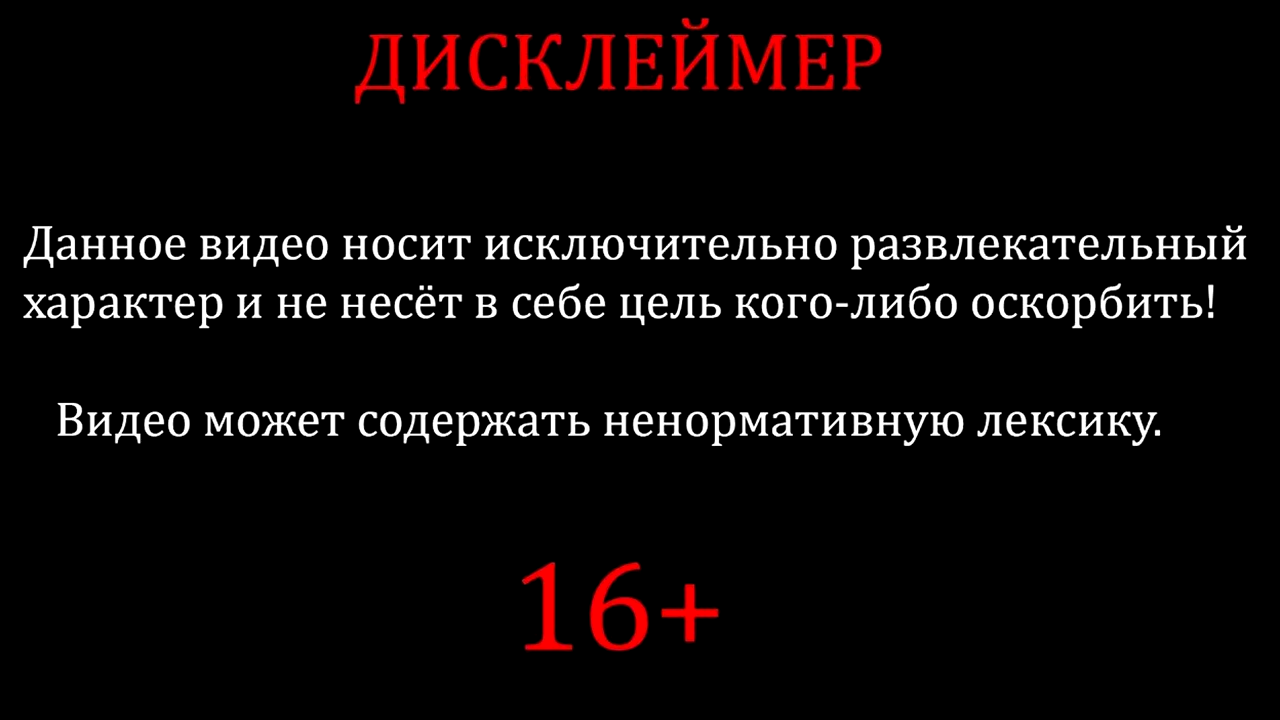 ДИСКЛЕЙМЕР
Данное видео носит исключительно развлекательный
характер и не несёт в себе цель кого-либо оскорбить!
Видео может содержать ненормативную лексику.
16+